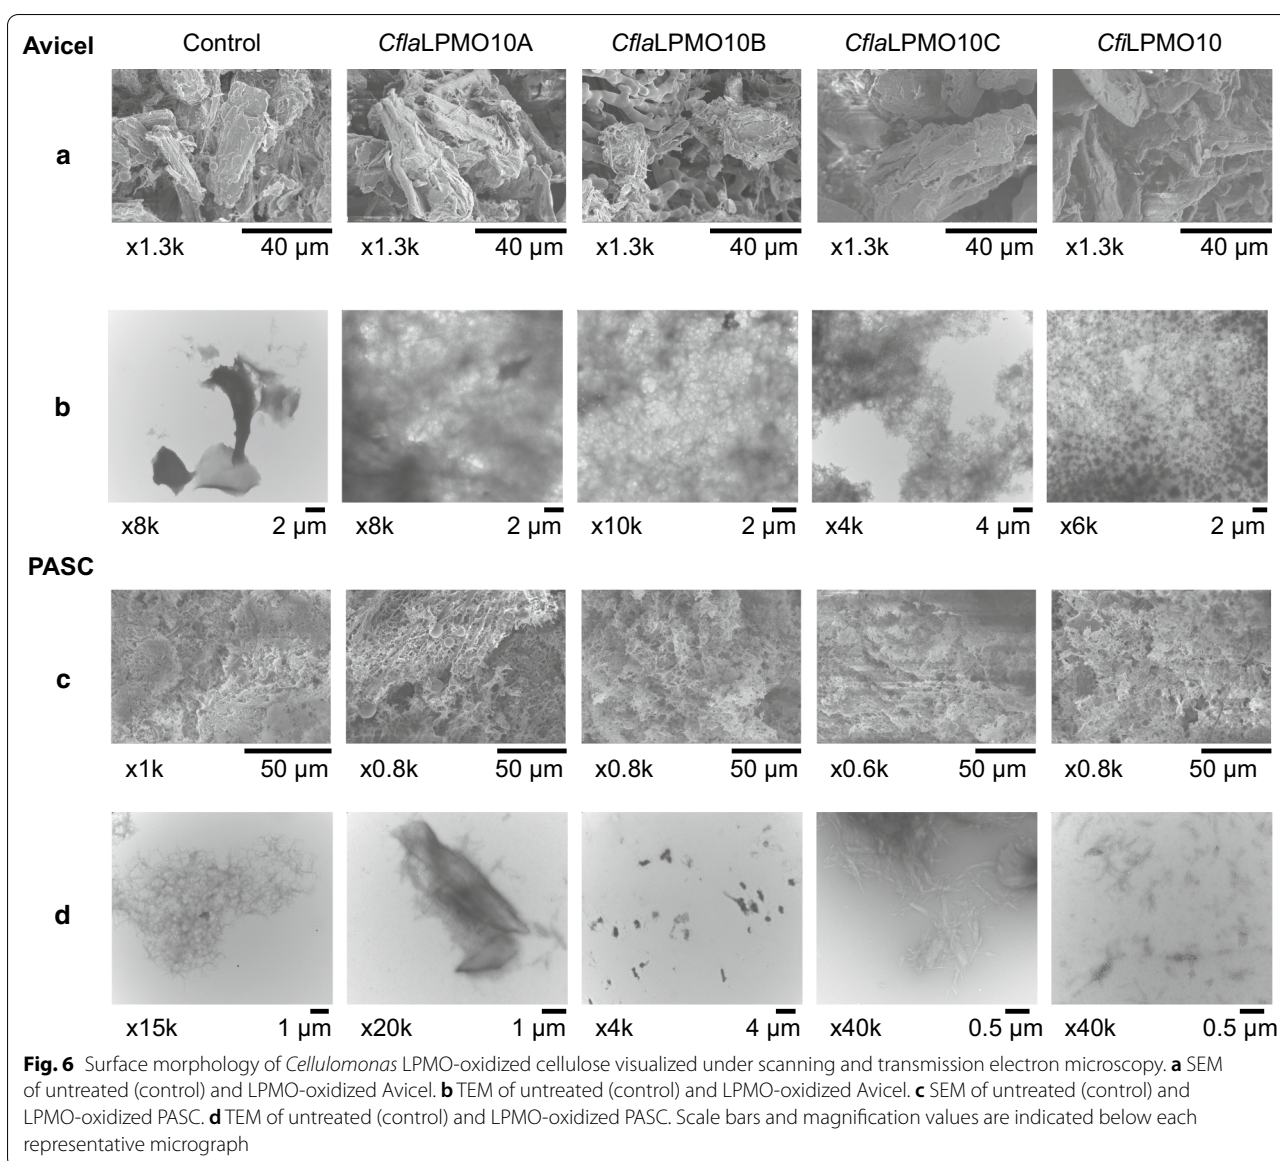 Avicel Control CflaLPMO10A CflaLPMO10B CflaLPMO10C CfiLPMO10
a
x1.3k 40 µm x1.3k 40 µm x1.3k 40 µm x1.3k 40 µm x1.3k 40 µm
b
x8k 2 µm x8k 2 µm x10k 2 µm x4k 4 µm x6k 2 µm
PASC
c
x1k 50 µm x0.8k 50 µm x0.8k 50 µm x0.6k 50 µm x0.8k 50 µm
d
x15k 1 µm x20k 1 µm x4k 4 µm x40k 0.5 µm x40k 0.5 µm
Fig. 6 Surface morphology of Cellulomonas LPMO-oxidized cellulose visualized under scanning and transmission electron microscopy. a SEM
of untreated (control) and LPMO-oxidized Avicel. b TEM of untreated (control) and LPMO-oxidized Avicel. c SEM of untreated (control) and
LPMO-oxidized PASC. d TEM of untreated (control) and LPMO-oxidized PASC. Scale bars and magnification values are indicated below each
representative micrograph